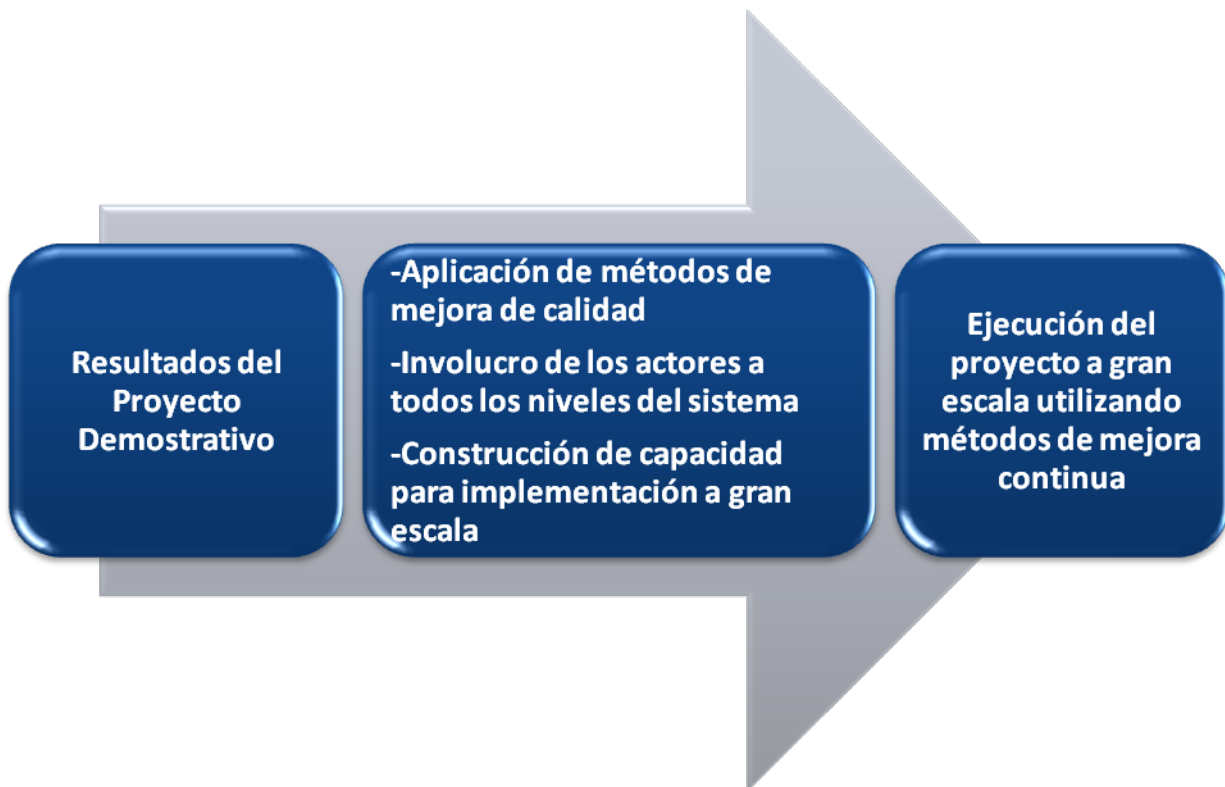 Resultados del
Proyecto
Demostrativo
-Aplicación de métodos de
mejora de calidad
-Involucro de los actores a
todos los niveles del sistema
-Construcción de capacidad
para implementación a gran
escala
Ejecución del
proyecto a gran
escala utilizando
métodos de mejora
continua